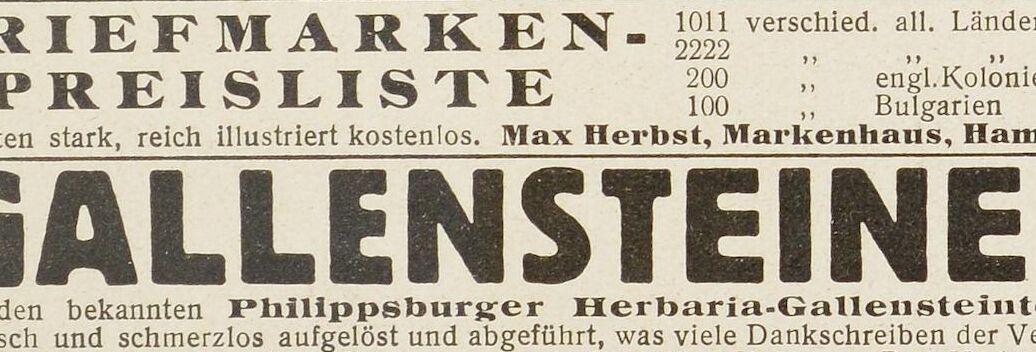 RIEFMARKEN- 1011 verschied. all. Länder
2222 ,, ,, ,,
PREISLISTE 200 ,, engl.Kolonie
100 ,, Bulgarien
ten stark, reich illustriert kostenlos. Max Herbst, Markenhaus, Ham
GALLENSTEINE
den bekannten Philippsburger Herbaria-Gallensteint
sch und schmerzlos aufgelöst und abgeführt, was viele Dankschreiben der Ve